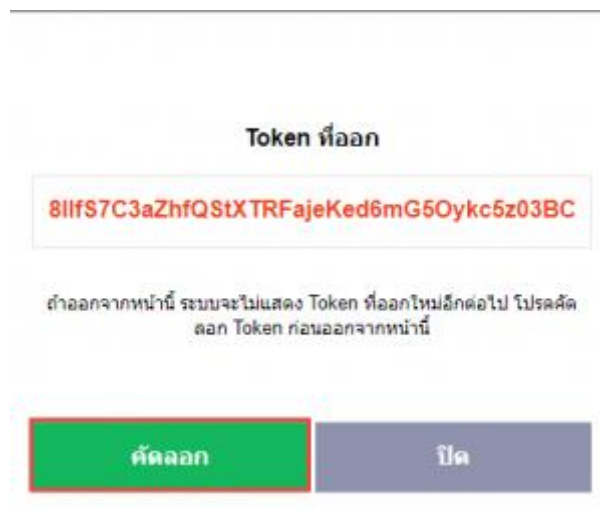 Token ที่ออก
8IIfS7C3aZhfQStXTRFajeKed6mG5Oykc5z03BC
ถ้าออกจากหน้านี้ ระบบจะไม่แสดง Token ที่ออกใหม่อีกต่อไป โปรดคัด
ลอก Token ก่อนออกจากหน้านี้
คัดลอก ปิด